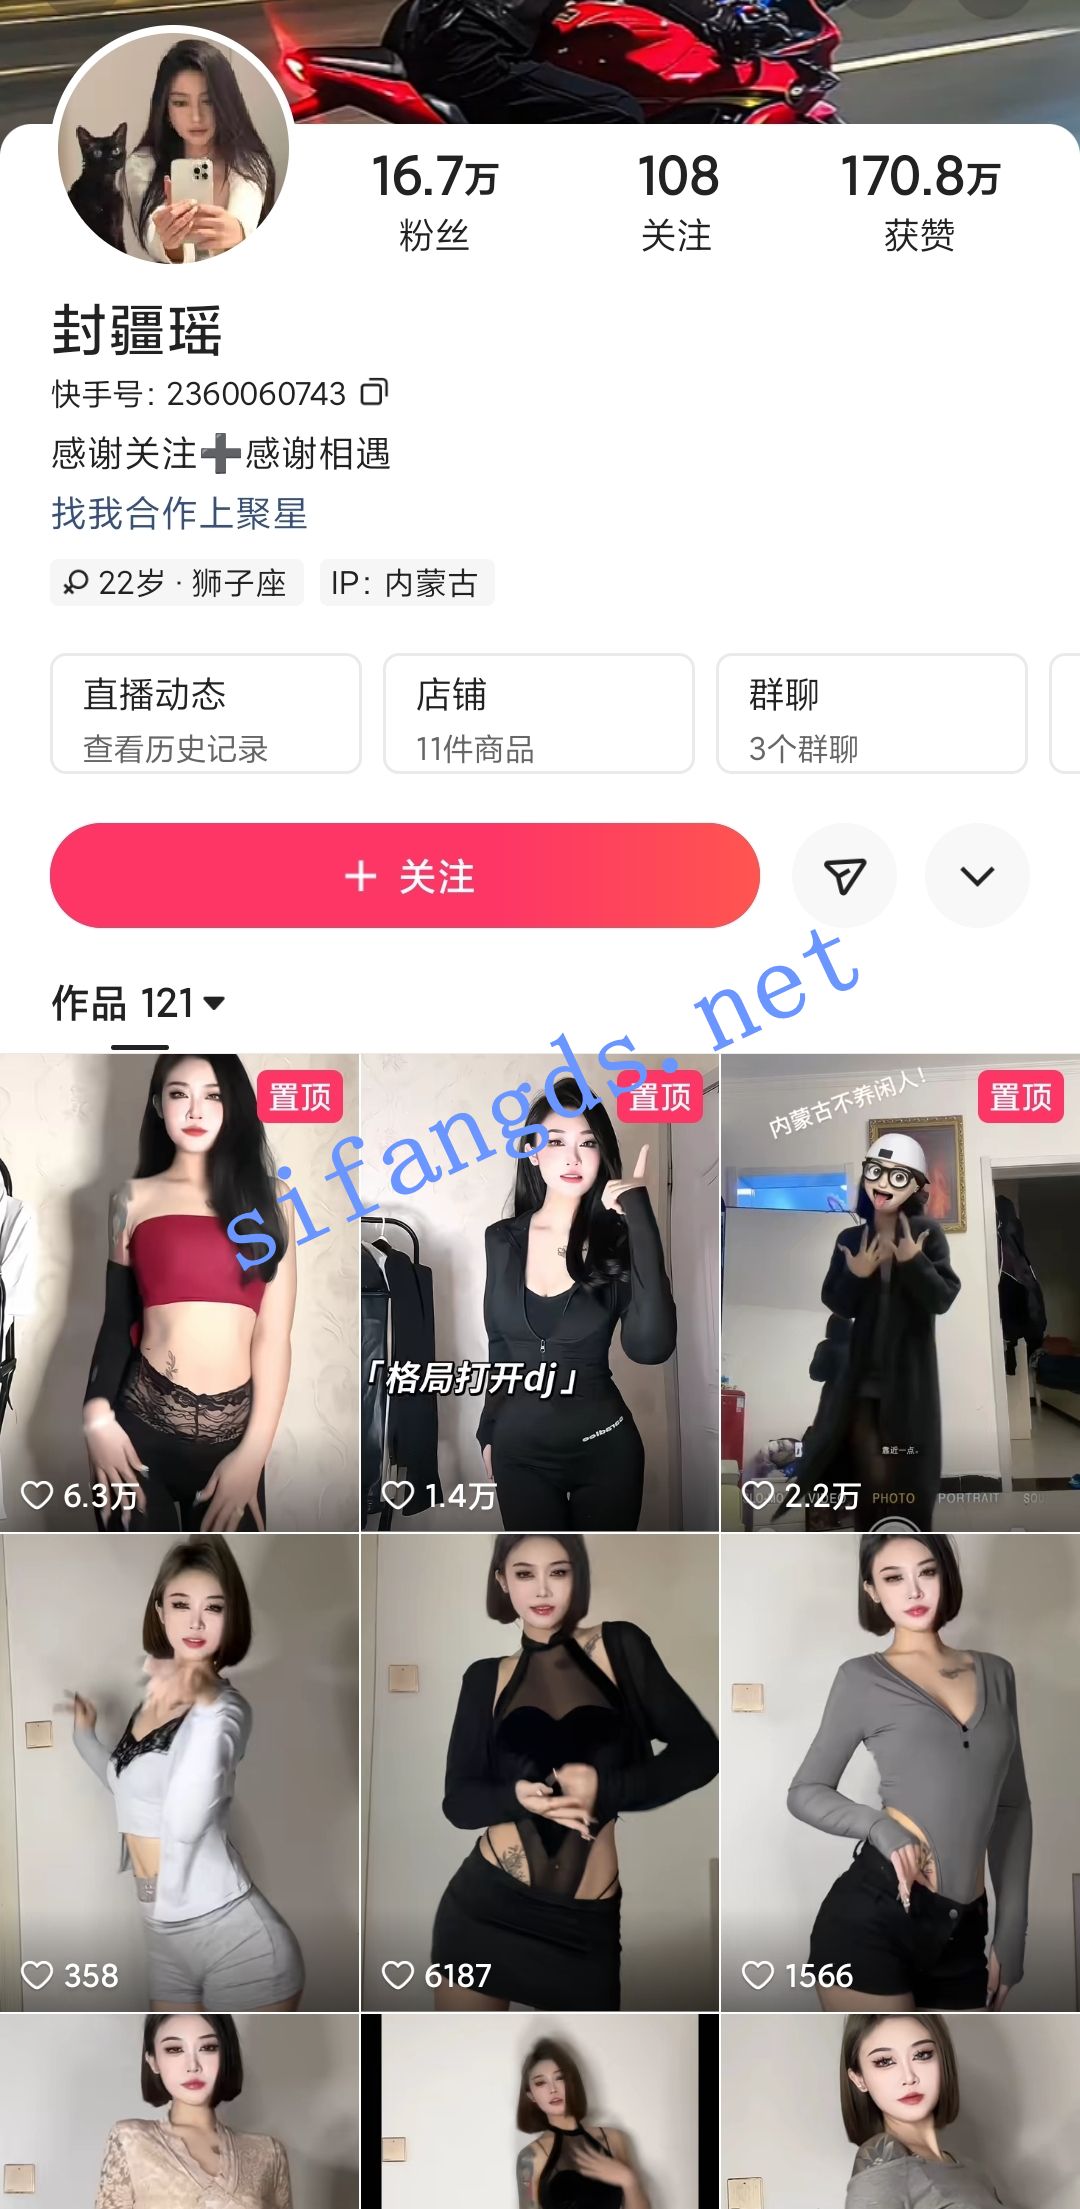 16.7万
粉丝
108
关注
170.8万
获赞
封疆瑶
快手号: 2360060743
感谢关注➕感谢相遇
找我合作上聚星
22岁 · 狮子座
IP: 内蒙古
直播动态
查看历史记录
店铺
11件商品
群聊
3个群聊
+ 关注
作品 121
sifangds.net
置顶
置顶
置顶
内蒙古不养闲人!
「格局打开dj」
靠近一点。
6.3万
1.4万
2.2万
VIDEO PHOTO PORTRAIT
358
6187
1566